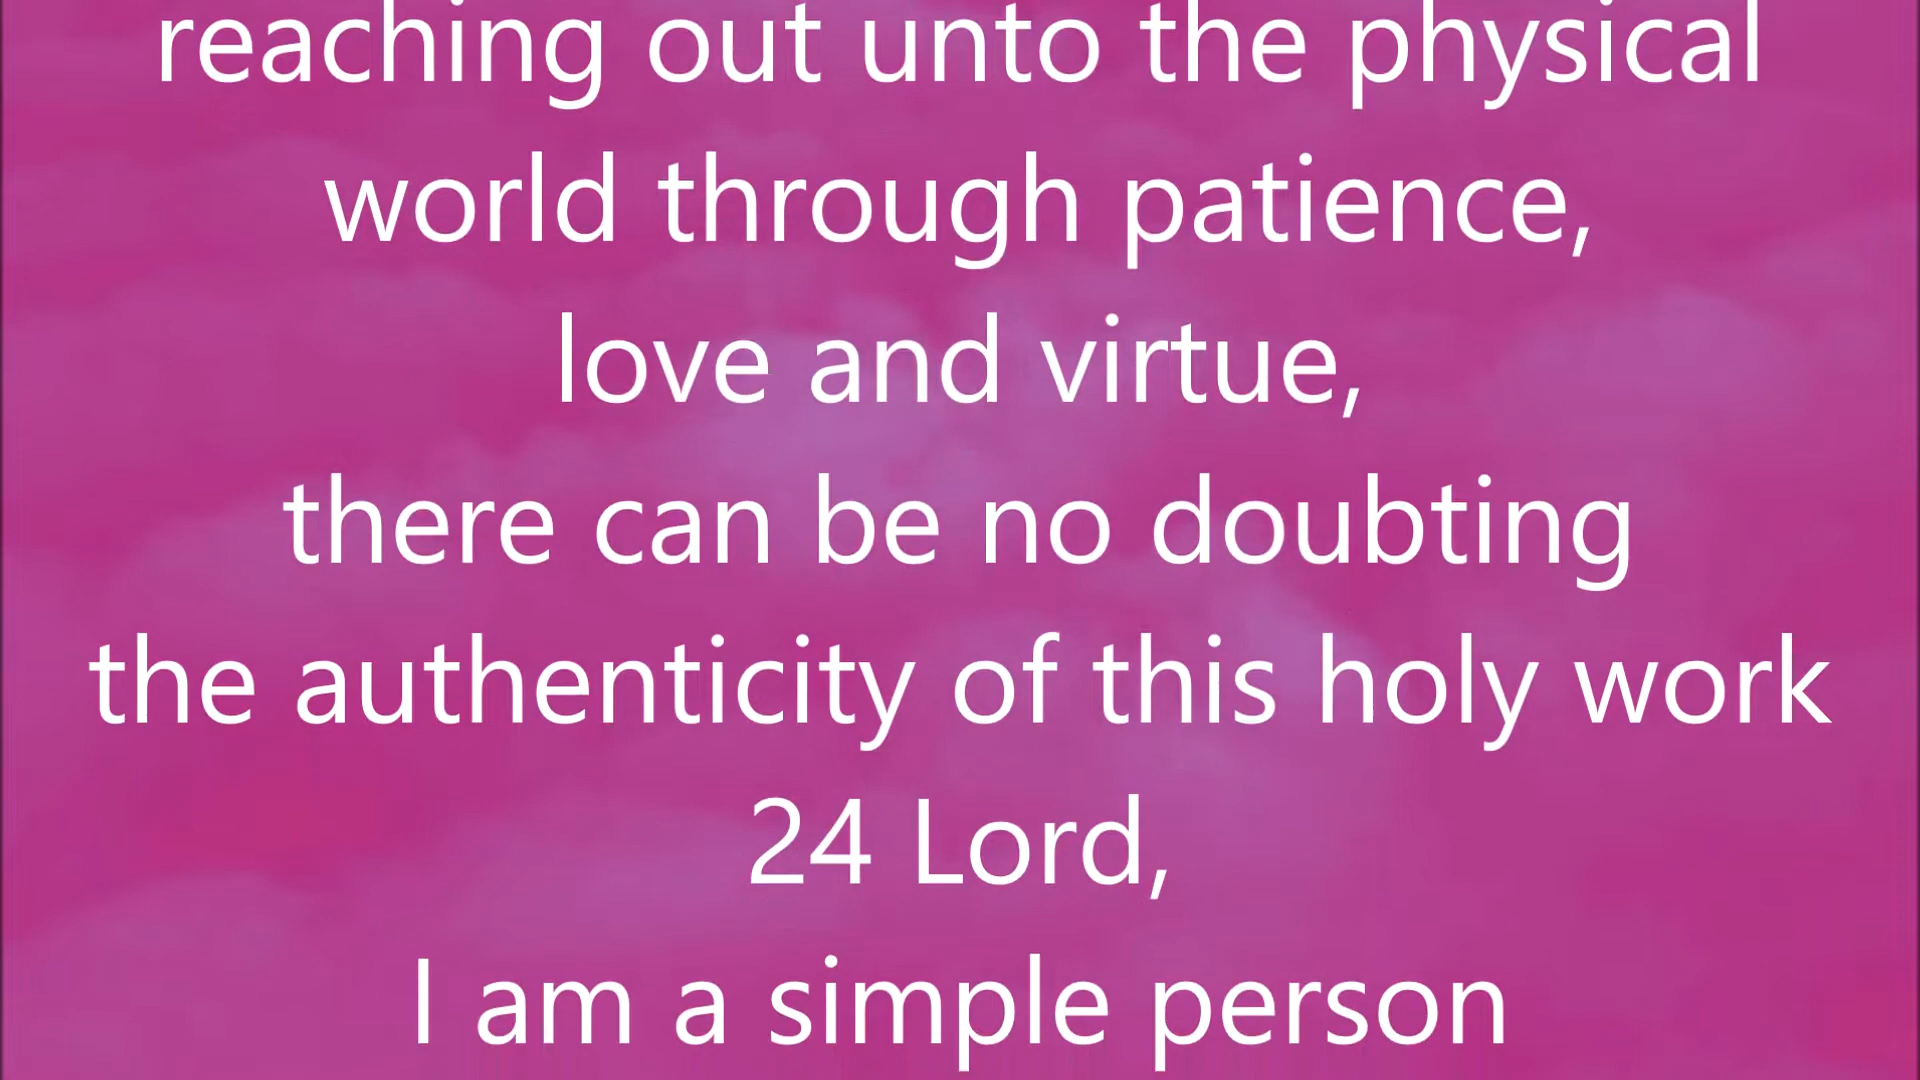 reaching out unto the physical
world through patience,
love and virtue,
there can be no doubting
the authenticity of this holy work
24 Lord,
I am a simple person